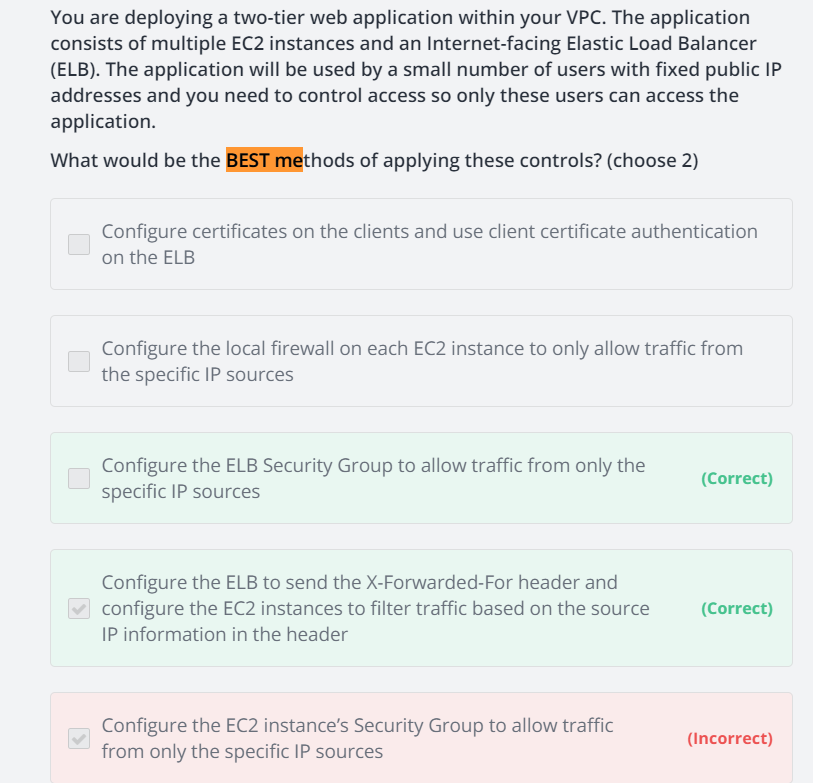 You are deploying a two-tier web application within your VPC. The application
consists of multiple EC2 instances and an Internet-facing Elastic Load Balancer
(ELB). The application will be used by a small number of users with fixed public IP
addresses and you need to control access so only these users can access the
application.
What would be the BEST methods of applying these controls? (choose 2)
Configure certificates on the clients and use client certificate authentication
on the ELB
Configure the local firewall on each EC2 instance to only allow traffic from
the specific IP sources
Configure the ELB Security Group to allow traffic from only the
specific IP sources
(Correct)
Configure the ELB to send the X-Forwarded-For header and
configure the EC2 instances to filter traffic based on the source
IP information in the header
(Correct)
Configure the EC2 instance’s Security Group to allow traffic
from only the specific IP sources
(Incorrect)